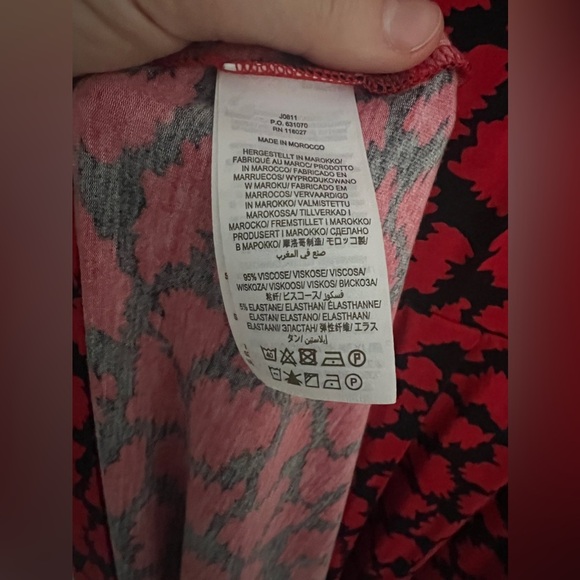 J0811
P.O. 631070
RN 116027
MADE IN MOROCCO
HERGESTELLT IN MAROKKO/
FABRIQUÉ AU MAROC/ PRODOTTO
IN MAROCCO/ FABRICADO EN
MARRUECOS/ WYPRODUKOWANO
W MAROKU/ FABRICADO EM
MARROCOS/ VERVAARDIGD
IN MAROKKO/ VALMISTETTU
MAROKOSSA/ TILLVERKAD I
MAROCKO/ FREMSTILLET I MAROKKO/
PRODUSERT I MAROKKO/ СДЕЛАНО
В МАРОККО/ 摩洛哥制造/ モロッコ製/
صنع في المغرب
95% VISCOSE/ VISKOSE/ VISCOSA/
WISKOZA/ VISKOOSI/ VISKOS/ ВИСКОЗА/
粘纤/ ビスコース/ فسكوز
5% ELASTANE/ ELASTHAN/ ÉLASTHANNE/
ELASTAN/ ELASTANO/ ELASTHAAN/
ELASTAANI/ ЭЛАСТАН/ 弹性纤维/ エラス
タン/ إيلاستين